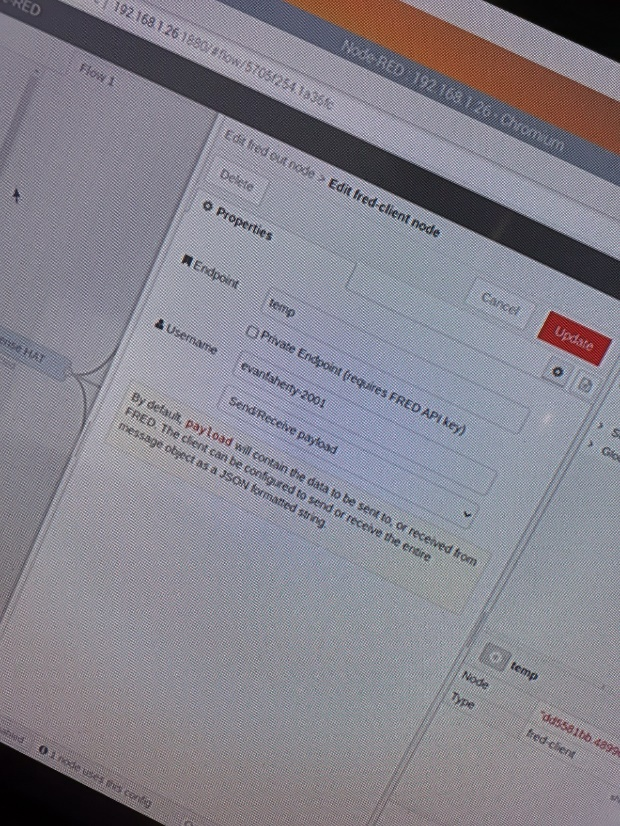 Node-RED : 192.168.1.26 - Chromium
192.168.1.26:1880/#flow/5705f254.1a36fc
-RED
Flow 1
Edit fred out node > Edit fred-client node
Delete
Cancel
Update
Properties
Endpoint
temp
Private Endpoint (requires FRED API key)
Username
evanfaherty-2001
Send/Receive payload
By default, payload will contain the data to be sent to, or received from
FRED. The client can be configured to send or receive the entire
message object as a JSON formatted string.
ense HAT
temp
Node
Type
fred-client
1 node uses this config